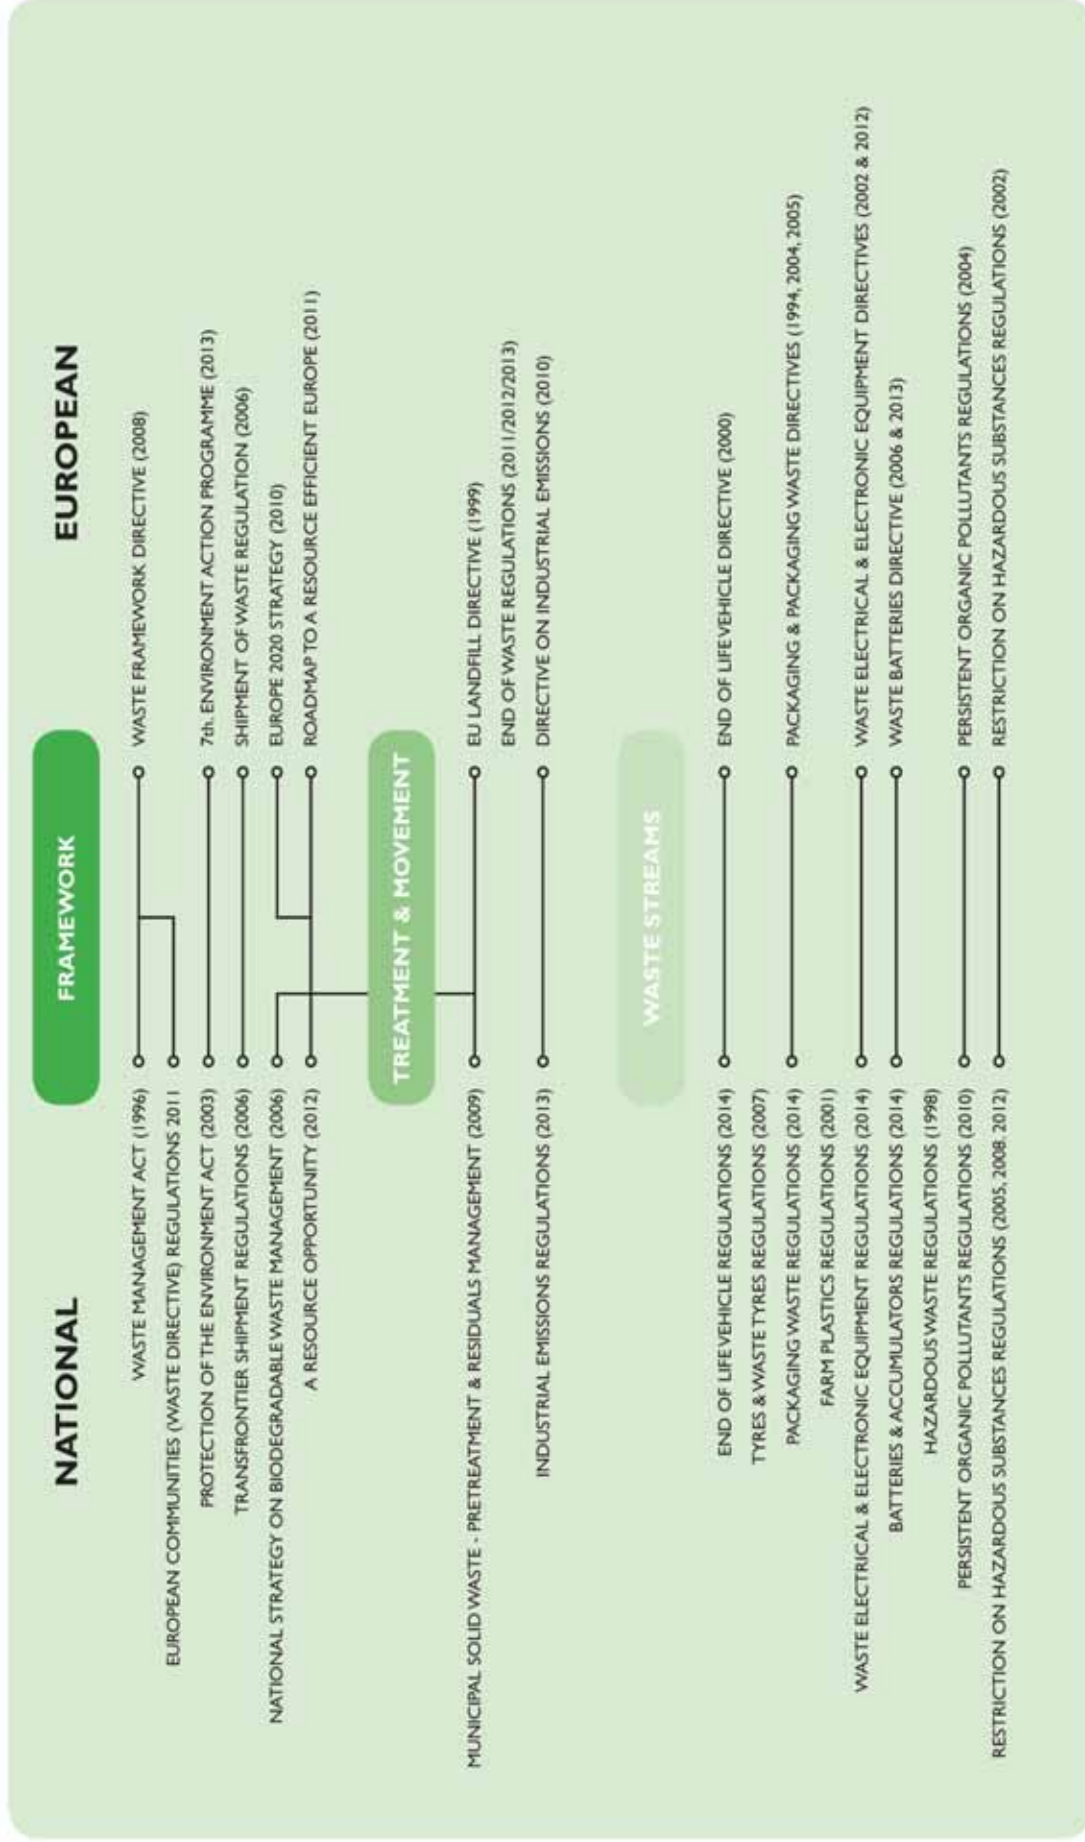 NATIONAL
FRAMEWORK
EUROPEAN
WASTE MANAGEMENT ACT (1996)
WASTE FRAMEWORK DIRECTIVE (2008)
EUROPEAN COMMUNITIES (WASTE DIRECTIVE) REGULATIONS 2011
PROTECTION OF THE ENVIRONMENT ACT (2003)
7th. ENVIRONMENT ACTION PROGRAMME (2013)
TRANSFRONTIER SHIPMENT REGULATIONS (2006)
SHIPMENT OF WASTE REGULATION (2006)
NATIONAL STRATEGY ON BIODEGRADABLE WASTE MANAGEMENT (2006)
EUROPE 2020 STRATEGY (2010)
A RESOURCE OPPORTUNITY (2012)
ROADMAP TO A RESOURCE EFFICIENT EUROPE (2011)
TREATMENT & MOVEMENT
MUNICIPAL SOLID WASTE - PRETREATMENT & RESIDUALS MANAGEMENT (2009)
EU LANDFILL DIRECTIVE (1999)
END OF WASTE REGULATIONS (2011/2012/2013)
INDUSTRIAL EMISSIONS REGULATIONS (2013)
DIRECTIVE ON INDUSTRIAL EMISSIONS (2010)
WASTE STREAMS
END OF LIFE VEHICLE REGULATIONS (2014)
END OF LIFE VEHICLE DIRECTIVE (2000)
TYRES & WASTE TYRES REGULATIONS (2007)
PACKAGING WASTE REGULATIONS (2014)
PACKAGING & PACKAGING WASTE DIRECTIVES (1994, 2004, 2005)
FARM PLASTICS REGULATIONS (2001)
WASTE ELECTRICAL & ELECTRONIC EQUIPMENT REGULATIONS (2014)
WASTE ELECTRICAL & ELECTRONIC EQUIPMENT DIRECTIVES (2002 & 2012)
BATTERIES & ACCUMULATORS REGULATIONS (2014)
WASTE BATTERIES DIRECTIVE (2006 & 2013)
HAZARDOUS WASTE REGULATIONS (1998)
PERSISTENT ORGANIC POLLUTANTS REGULATIONS (2010)
PERSISTENT ORGANIC POLLUTANTS REGULATIONS (2004)
RESTRICTION ON HAZARDOUS SUBSTANCES REGULATIONS (2005, 2008. 2012)
RESTRICTION ON HAZARDOUS SUBSTANCES REGULATIONS (2002)